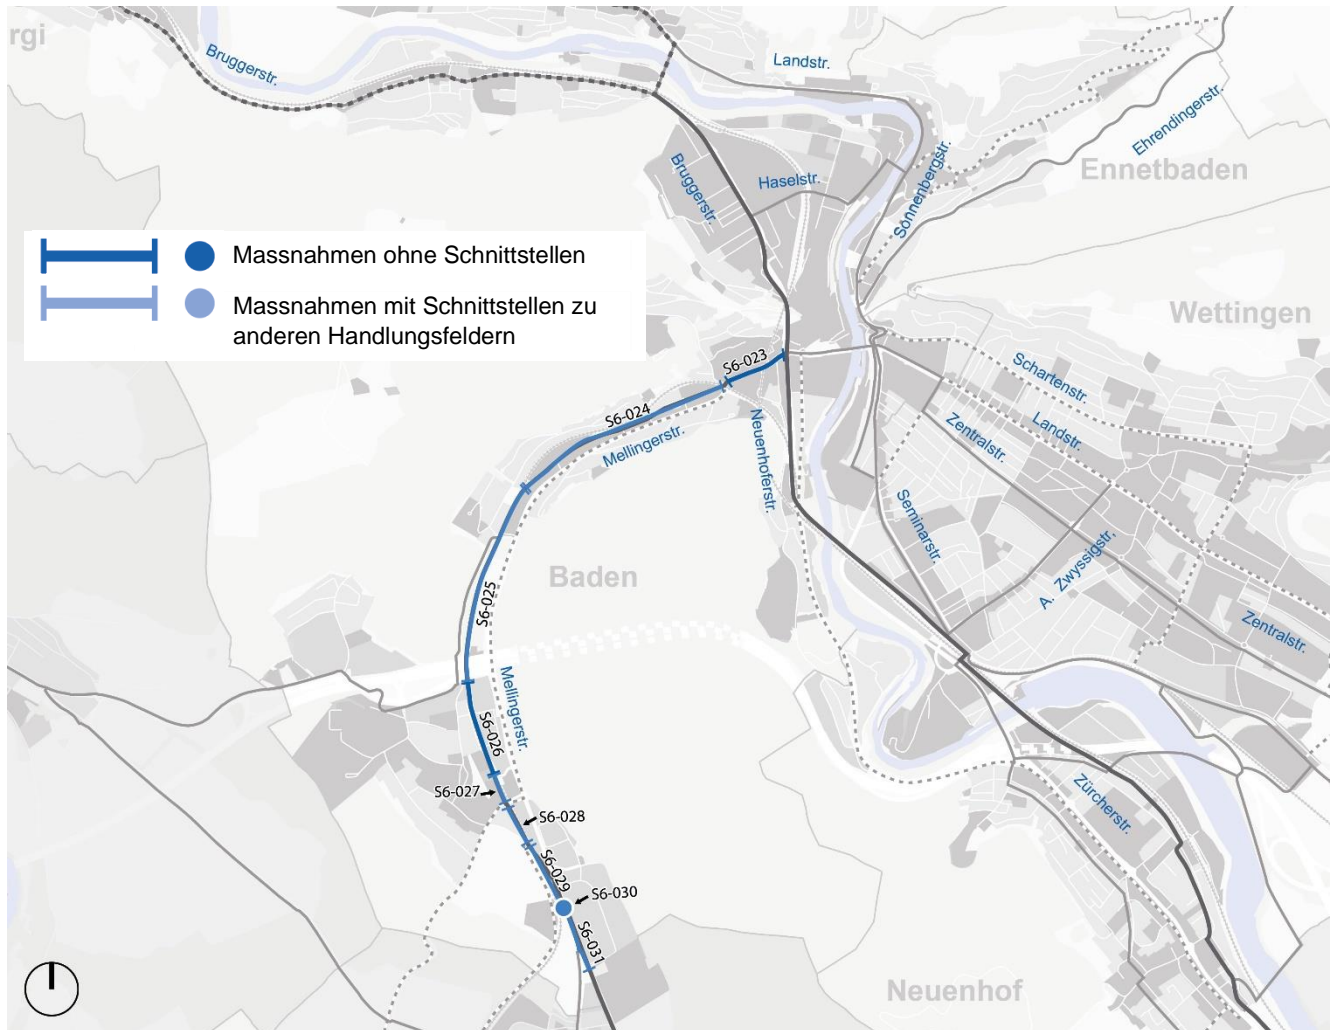 rgi
Bruggerstr.
Landstr.
Ehrendingerstr.
Sonnenbergstr.
Ennetbaden
Bruggerstr.
Haselstr.
Massnahmen ohne Schnittstellen
Massnahmen mit Schnittstellen zu
anderen Handlungsfeldern
Wettingen
S6-023
Schartenstr.
S6-024
Mellingerstr.
Neuenhoferstr.
Zentralstr.
Landstr.
Seminarstr.
A. Zwyssigstr.
Baden
S6-025
Zentralstr.
Mellingerstr.
S6-026
S6-027
S6-028
Zürcherstr.
S6-029
S6-030
S6-031
Neuenhof